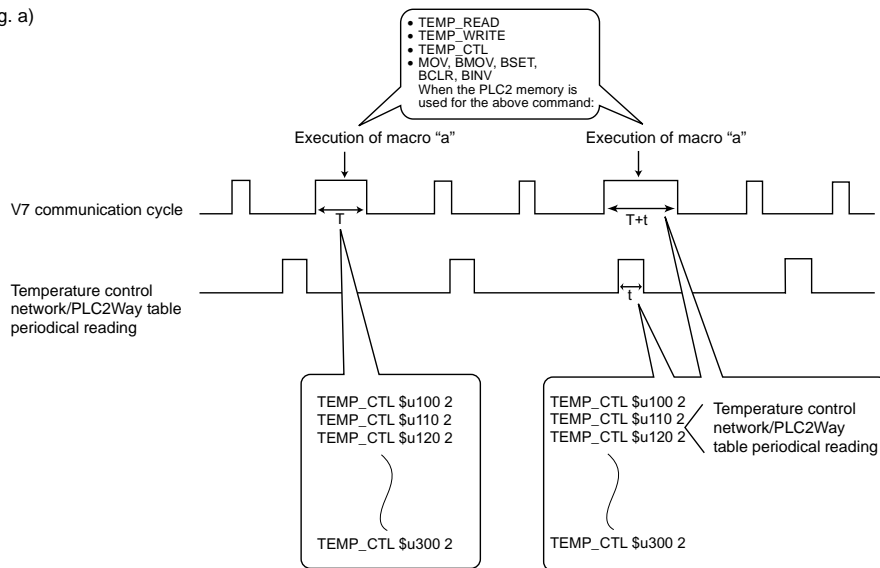 g. a)
• TEMP_READ
• TEMP_WRITE
• TEMP_CTL
• MOV, BMOV, BSET,
BCLR, BINV
When the PLC2 memory is
used for the above command:
Execution of macro “a”
Execution of macro “a”
V7 communication cycle
T
T+t
Temperature control
network/PLC2Way table
periodical reading
t
TEMP_CTL $u100 2
TEMP_CTL $u110 2
TEMP_CTL $u120 2
TEMP_CTL $u300 2
TEMP_CTL $u100 2
TEMP_CTL $u110 2
TEMP_CTL $u120 2
TEMP_CTL $u300 2
Temperature control
network/PLC2Way
table periodical reading